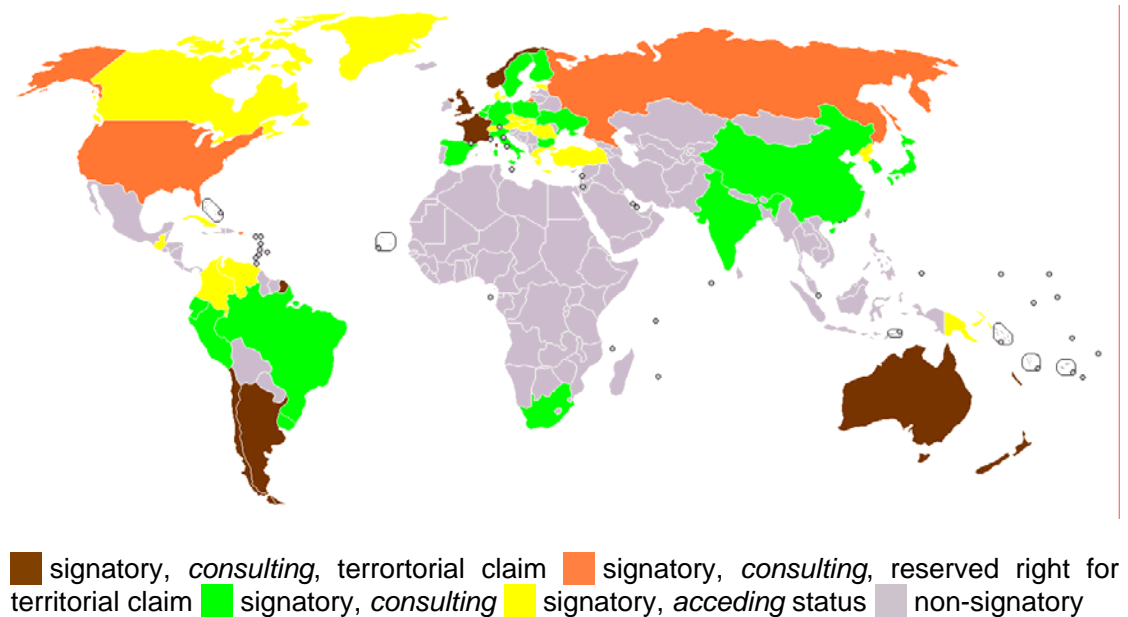 signatory, consulting, terrortorial claim signatory, consulting, reserved right for
territorial claim signatory, consulting signatory, acceding status non-signatory